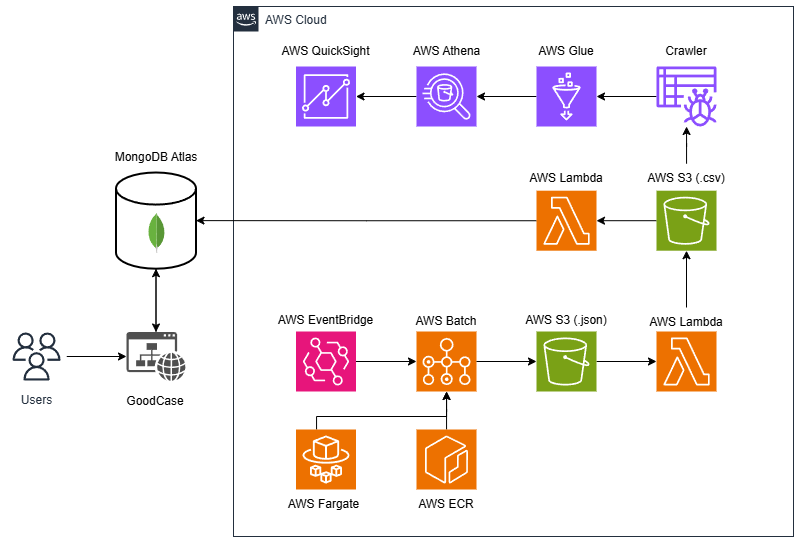 aws
AWS Cloud
AWS QuickSight
AWS Athena
AWS Glue
Crawler
MongoDB Atlas
AWS Lambda
AWS S3 (.csv)
AWS EventBridge
AWS Batch
AWS S3 (.json)
AWS Lambda
Users
GoodCase
AWS Fargate
AWS ECR